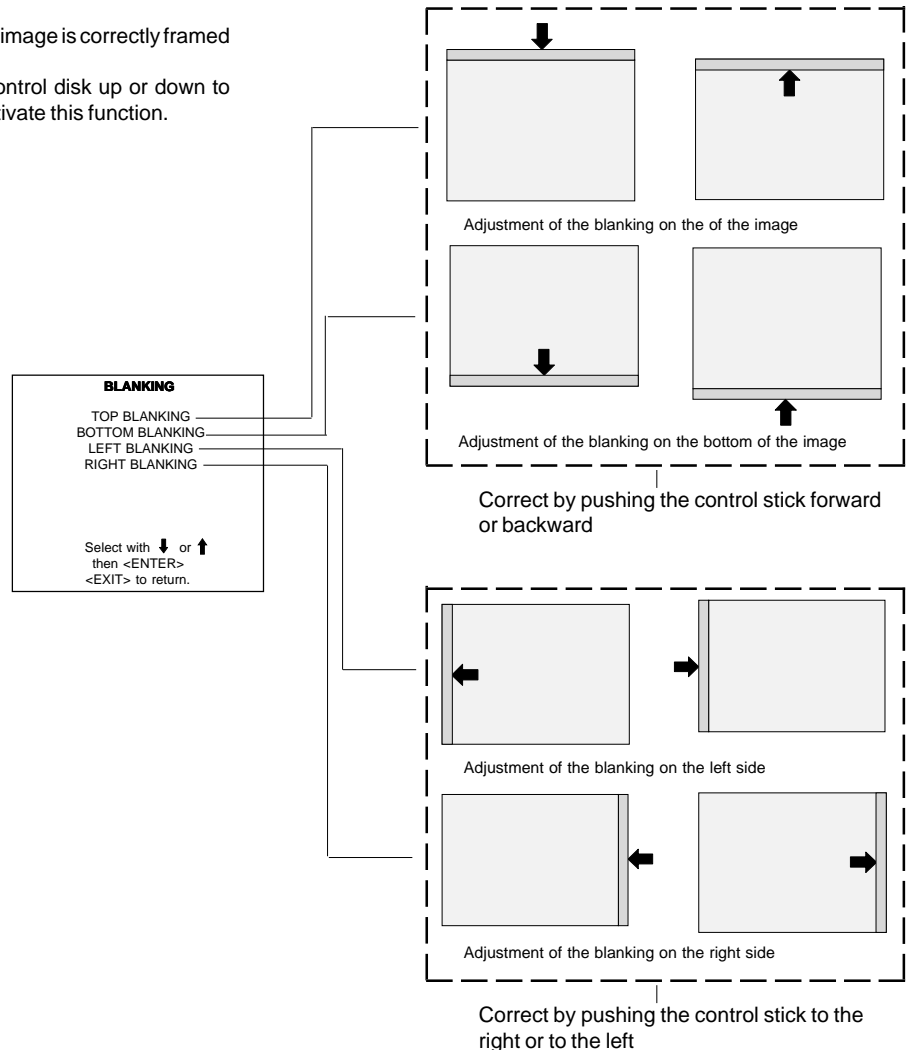 image is correctly framed
ontrol disk up or down to
tivate this function.
Adjustment of the blanking on the of the image
Adjustment of the blanking on the bottom of the image
Correct by pushing the control stick forward
or backward
BLANKING
TOP BLANKING
BOTTOM BLANKING
LEFT BLANKING
RIGHT BLANKING
Select with ⬇ or ⬆
then <ENTER>
<EXIT> to return.
Adjustment of the blanking on the left side
Adjustment of the blanking on the right side
Correct by pushing the control stick to the
right or to the left